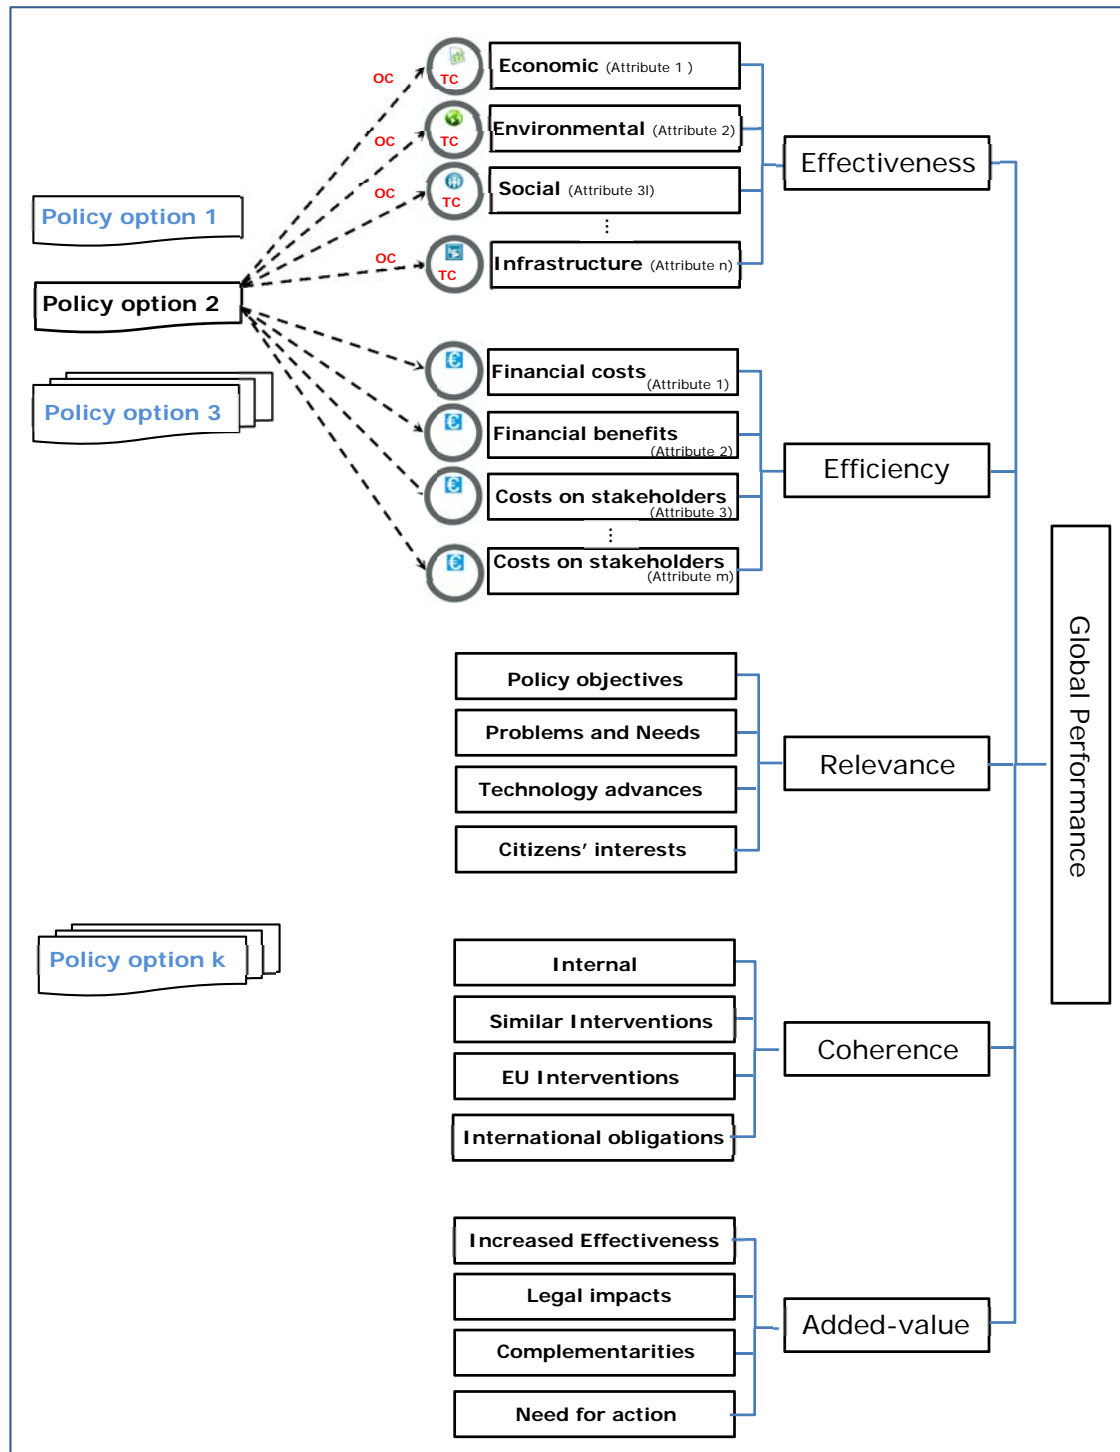 Economic (Attribute 1 )
OC
TC
Environmental (Attribute 2)
OC
TC
Effectiveness
Social (Attribute 3l)
OC
TC
Policy option 1
⋮
Infrastructure (Attribute n)
OC
TC
Policy option 2
Financial costs
(Attribute 1)
€
Policy option 3
Financial benefits
(Attribute 2)
€
Efficiency
Costs on stakeholders
(Attribute 3)
€
⋮
Costs on stakeholders
(Attribute m)
€
Global Performance
Policy objectives
Problems and Needs
Relevance
Technology advances
Citizens’ interests
Policy option k
Internal
Similar Interventions
Coherence
EU Interventions
International obligations
Increased Effectiveness
Legal impacts
Added-value
Complementarities
Need for action